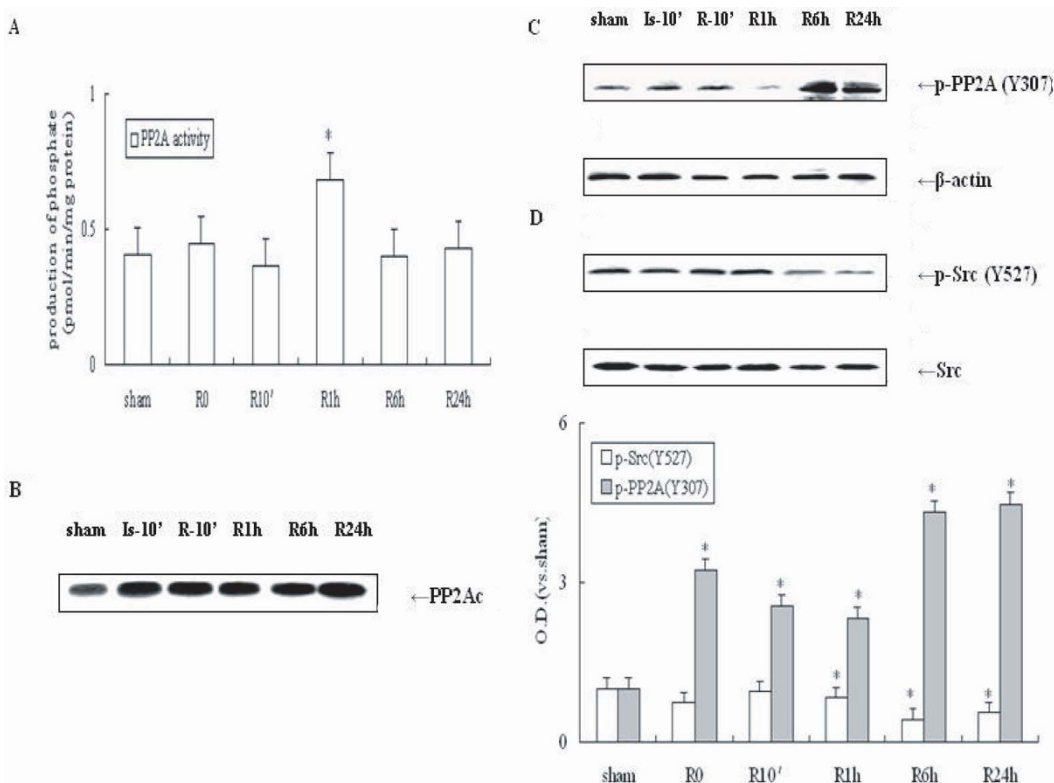 A
1
0.5
0
production of phosphate
(pmol/min/mg protein)
PP2A activity
*
sham R0 R10' R1h R6h R24h
B
sham Is-10’ R-10’ R1h R6h R24h
←PP2Ac
C
sham Is-10’ R-10’ R1h R6h R24h
←p-PP2A (Y307)
←β-actin
D
←p-Src (Y527)
←Src
6
3
0
O.D.(vs.sham)
p-Src(Y527)
p-PP2A(Y307)
* * * * * * * *
sham R0 R10' R1h R6h R24h